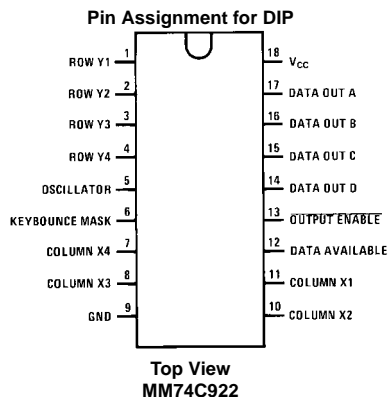 Pin Assignment for DIP
ROW Y1 1
18 VCC
ROW Y2 2
17 DATA OUT A
ROW Y3 3
16 DATA OUT B
ROW Y4 4
15 DATA OUT C
OSCILLATOR 5
14 DATA OUT D
KEYBOUNCE MASK 6
13 OUTPUT ENABLE
COLUMN X4 7
12 DATA AVAILABLE
COLUMN X3 8
11 COLUMN X1
GND 9
10 COLUMN X2
Top View
MM74C922